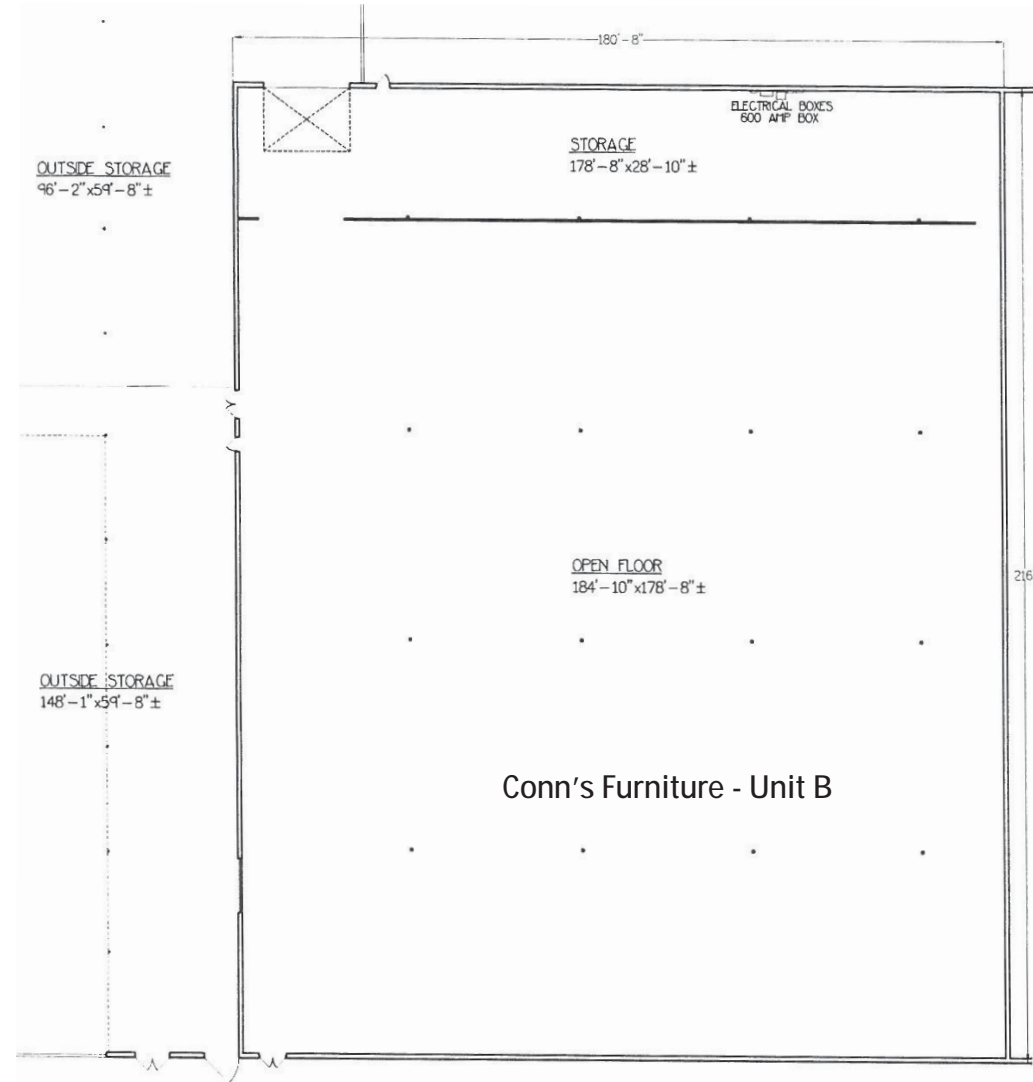 180'-8"
ELECTRICAL BOXES
600 AMP BOX
STORAGE
178'-8"x28'-10"±
OUTSIDE STORAGE
96'-2"x59'-8"±
OPEN FLOOR
184'-10"x178'-8"±
216
OUTSIDE STORAGE
148'-1"x59'-8"±
Conn's Furniture - Unit B